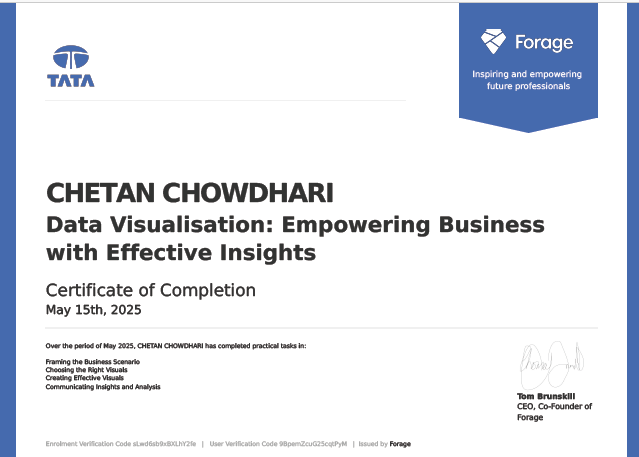 TATA
Forage
Inspiring and empowering
future professionals
CHETAN CHOWDHARI
Data Visualisation: Empowering Business
with Effective Insights
Certificate of Completion
May 15th, 2025
Over the period of May 2025, CHETAN CHOWDHARI has completed practical tasks in:
Framing the Business Scenario
Choosing the Right Visuals
Creating Effective Visuals
Communicating Insights and Analysis
Tom Brunskill
CEO, Co-Founder of
Forage
Enrolment Verification Code | User Verification Code | Issued by Forage